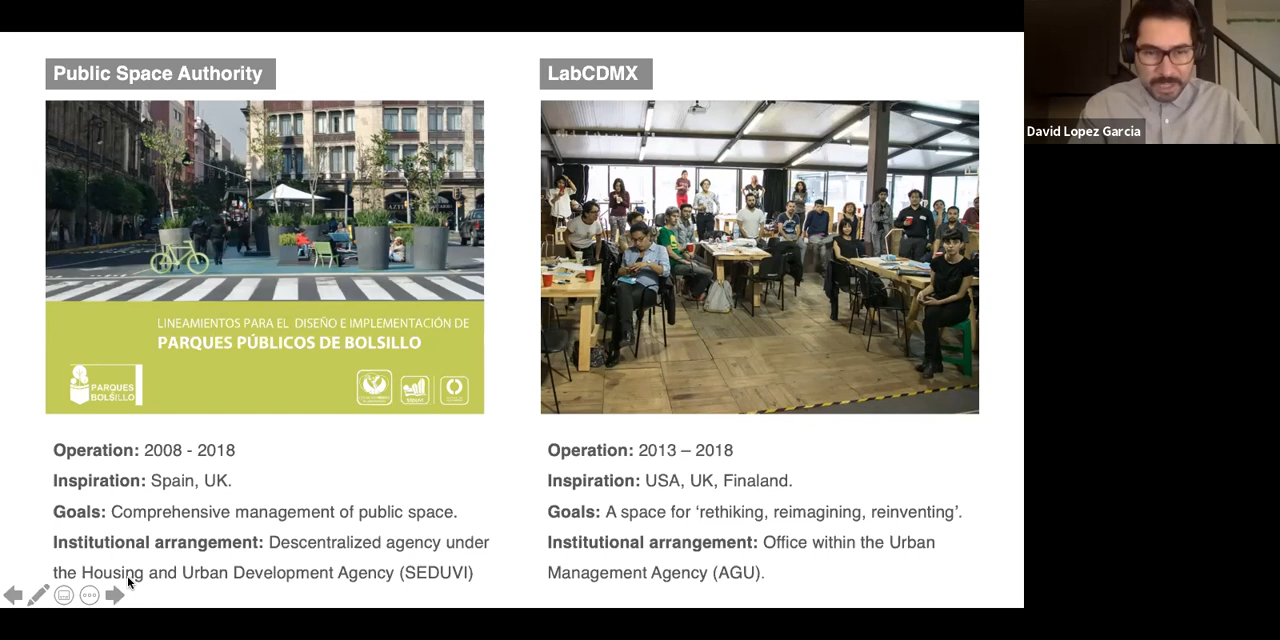 Public Space Authority
LINEAMIENTOS PARA EL DISEÑO E IMPLEMENTACIÓN DE
PARQUES PÚBLICOS DE BOLSILLO
PARQUES
BOLSILLO
SEDUVI
Operation: 2008 - 2018
Inspiration: Spain, UK.
Goals: Comprehensive management of public space.
Institutional arrangement: Descentralized agency under
the Housing and Urban Development Agency (SEDUVI)
LabCDMX
Operation: 2013 – 2018
Inspiration: USA, UK, Finaland.
Goals: A space for ‘rethiking, reimagining, reinventing’.
Institutional arrangement: Office within the Urban
Management Agency (AGU).
David Lopez Garcia